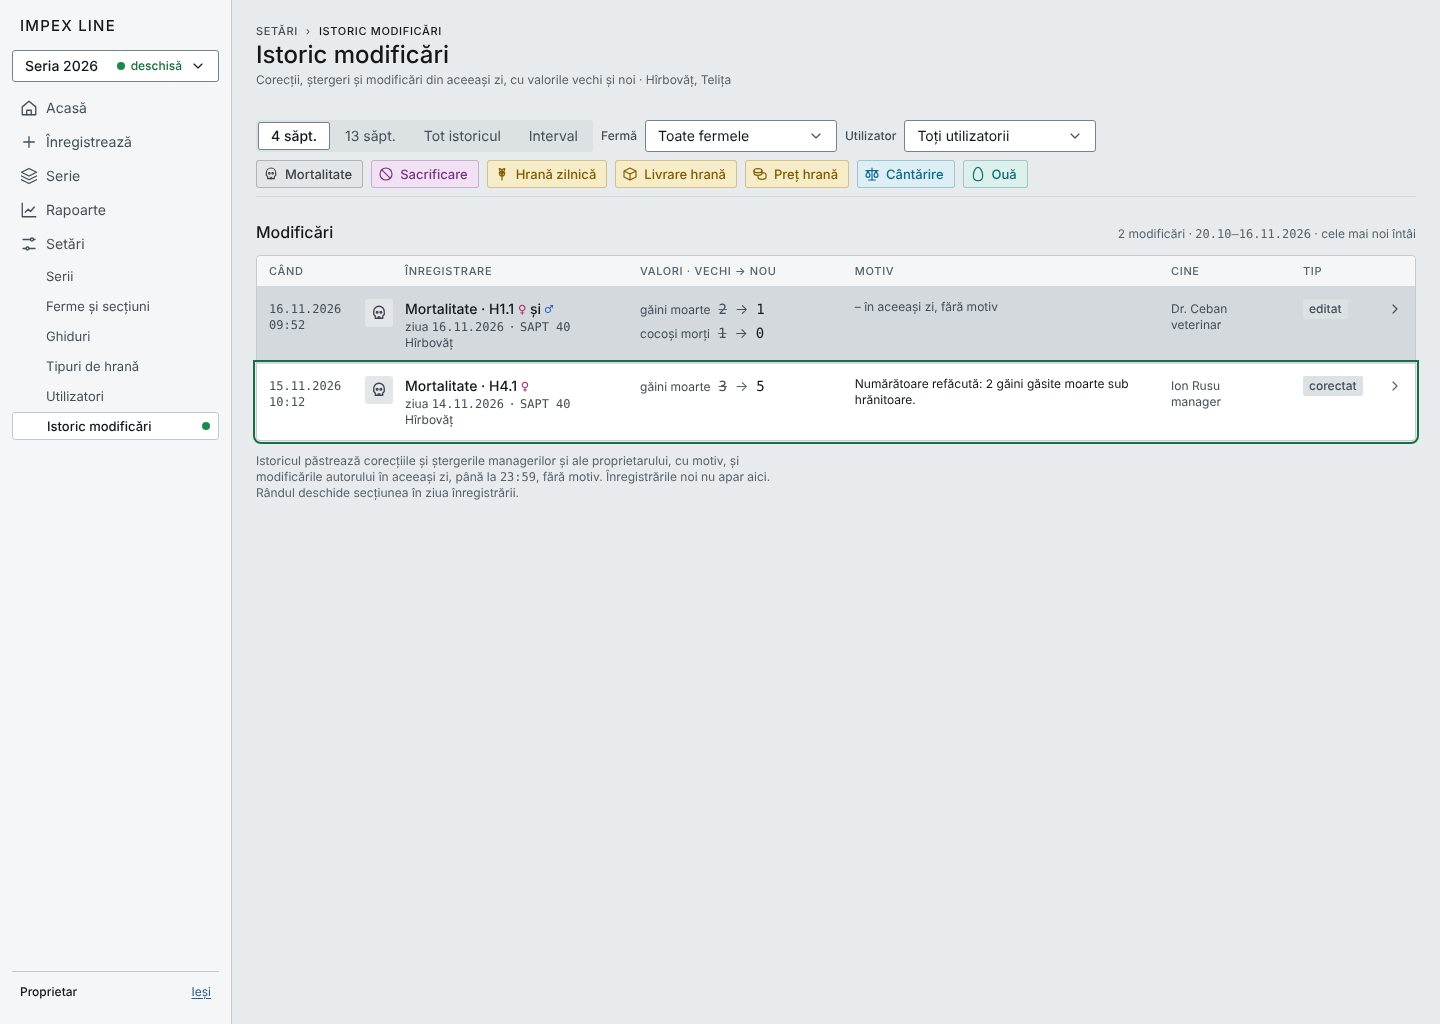 IMPEX LINE
Seria 2026 deschisă
Acasă
Înregistrează
Serie
Rapoarte
Setări
Serii
Ferme și secțiuni
Ghiduri
Tipuri de hrană
Utilizatori
Istoric modificări
Proprietar Ieși
SETĂRI › ISTORIC MODIFICĂRI
Istoric modificări
Corecții, ștergeri și modificări din aceeași zi, cu valorile vechi și noi · Hîrbovăț, Telița
4 săpt. 13 săpt. Tot istoricul Interval Fermă Toate fermele Utilizator Toți utilizatorii
Mortalitate Sacrificare Hrană zilnică Livrare hrană Preț hrană Cântărire Ouă
Modificări
2 modificări · 20.10–16.11.2026 · cele mai noi întâi
CÂND ÎNREGISTRARE VALORI · VECHI → NOU MOTIV CINE TIP
16.11.2026
09:52
Mortalitate · H1.1 ♀ și ♂
ziua 16.11.2026 · SAPT 40
Hîrbovăț
găini moarte 2 → 1
cocoși morți 1 → 0
– în aceeași zi, fără motiv
Dr. Ceban
veterinar
editat
15.11.2026
10:12
Mortalitate · H4.1 ♀
ziua 14.11.2026 · SAPT 40
Hîrbovăț
găini moarte 3 → 5
Numărătoare refăcută: 2 găini găsite moarte sub
hrănitoare.
Ion Rusu
manager
corectat
Istoricul păstrează corecțiile și ștergerile managerilor și ale proprietarului, cu motiv, și
modificările autorului în aceeași zi, până la 23:59, fără motiv. Înregistrările noi nu apar aici.
Rândul deschide secțiunea în ziua înregistrării.